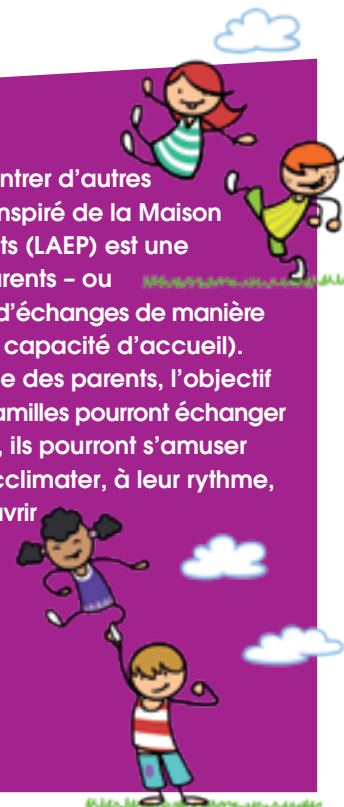 ntrer d'autres
nspiré de la Maison
ts (LAEP) est une
arents – ou
d'échanges de manière
capacité d'accueil).
e des parents, l'objectif
amilles pourront échanger
, ils pourront s'amuser
cclimater, à leur rythme,
uvrir